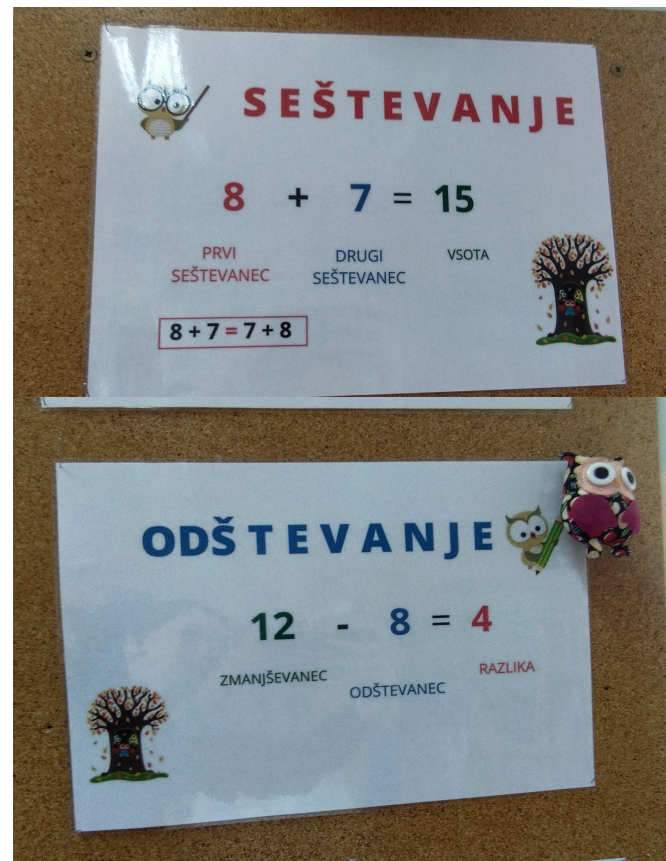 SEŠTEVANJE
8 + 7 = 15
PRVI SEŠTEVANEC
DRUGI SEŠTEVANEC
VSOTA
8 + 7 = 7 + 8
ODŠTEVANJE
12 - 8 = 4
ZMANJŠEVANEC
ODŠTEVANEC
RAZLIKA